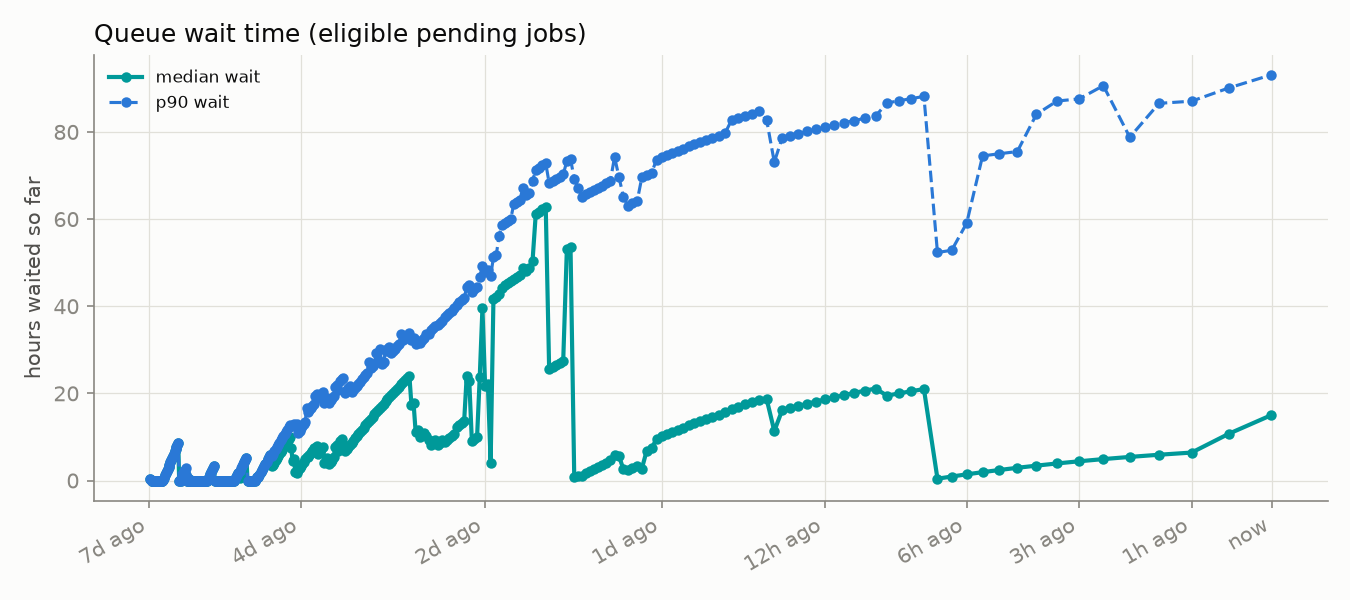 Queue wait time (eligible pending jobs)
median wait
p90 wait
hours waited so far
80
60
40
20
0
7d ago
4d ago
2d ago
1d ago
12h ago
6h ago
3h ago
1h ago
now